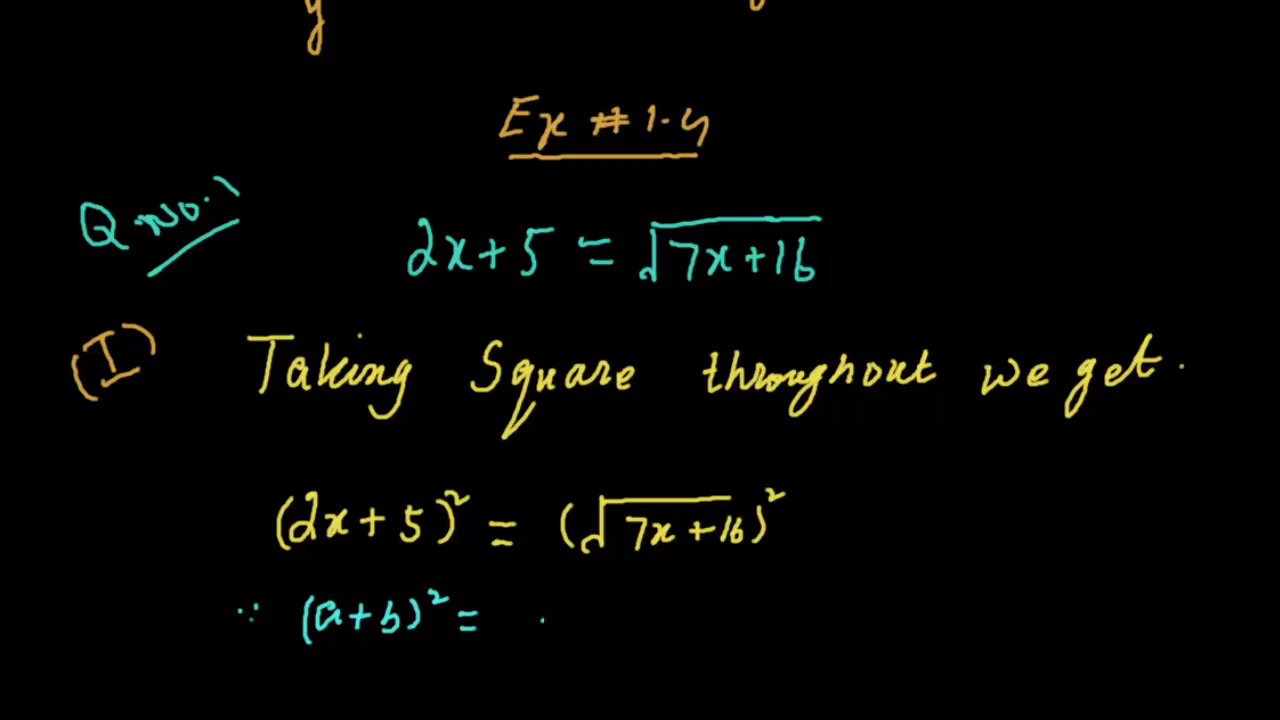 Ex # 1.4
Q.No.1
2x+5 = √7x+16
(I) Taking Square throughout we get.
(2x+5)² = (√7x+16)²
∵ (a+b)² =